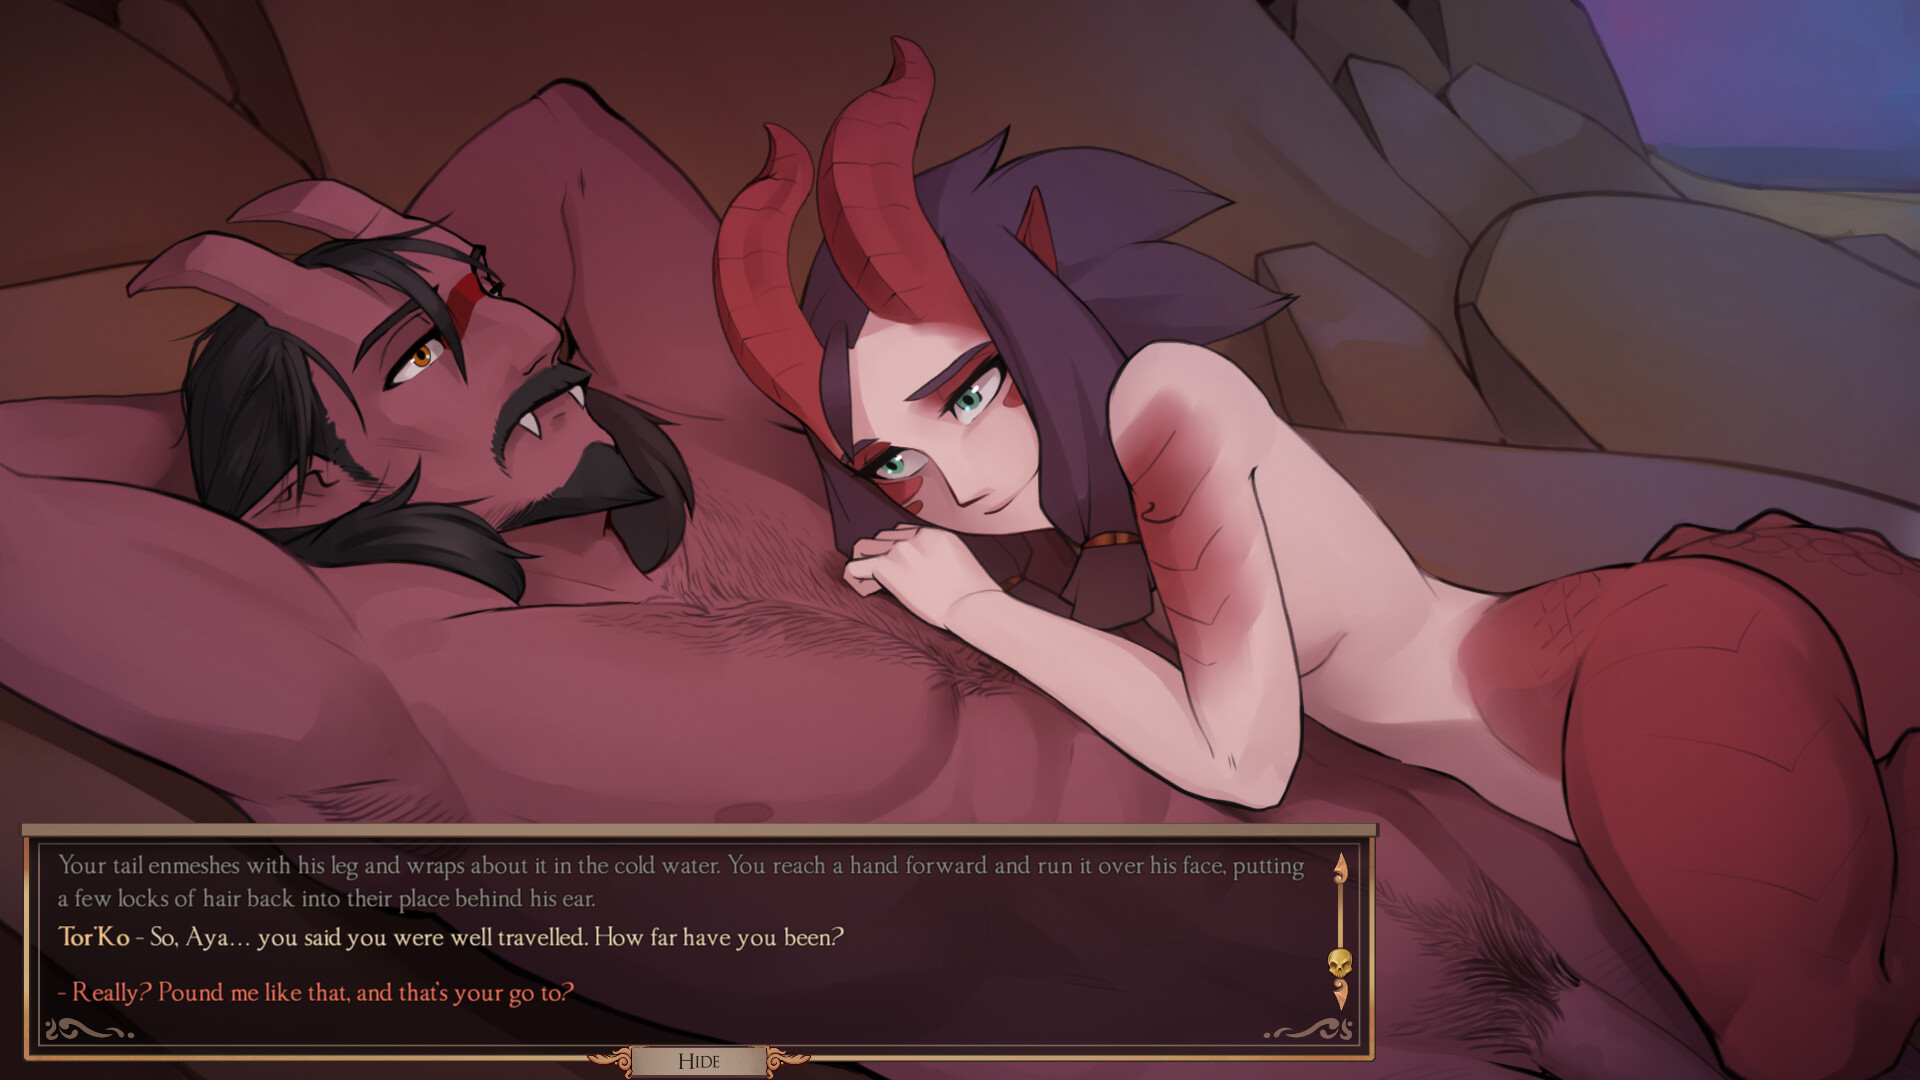 Your tail enmeshes with his leg and wraps about it in the cold water. You reach a hand forward and run it over his face, putting
a few locks of hair back into their place behind his ear.
Tor'Ko - So, Aya... you said you were well travelled. How far have you been?
- Really? Pound me like that, and that's your go to?
HIDE